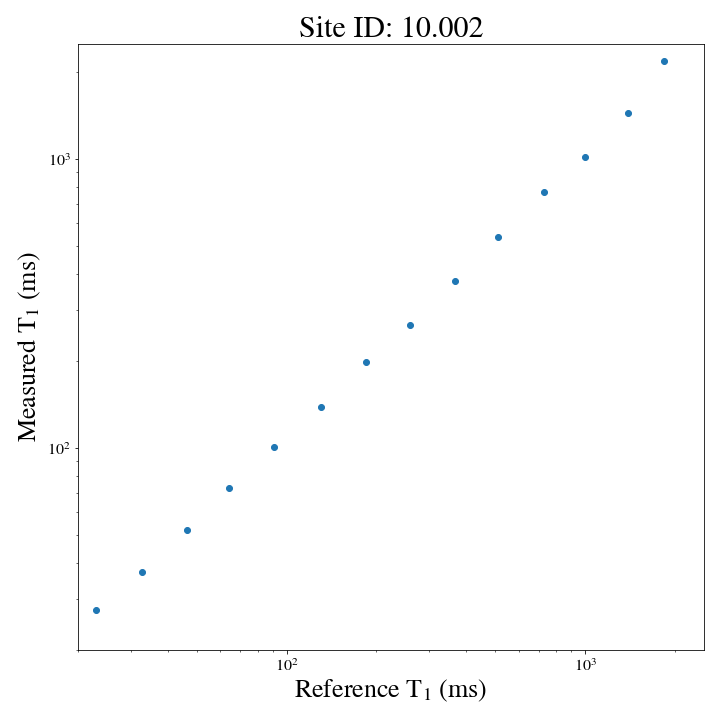 Site ID: 10.002
Measured T₁ (ms)
10³
10²
10²
10³
Reference T₁ (ms)